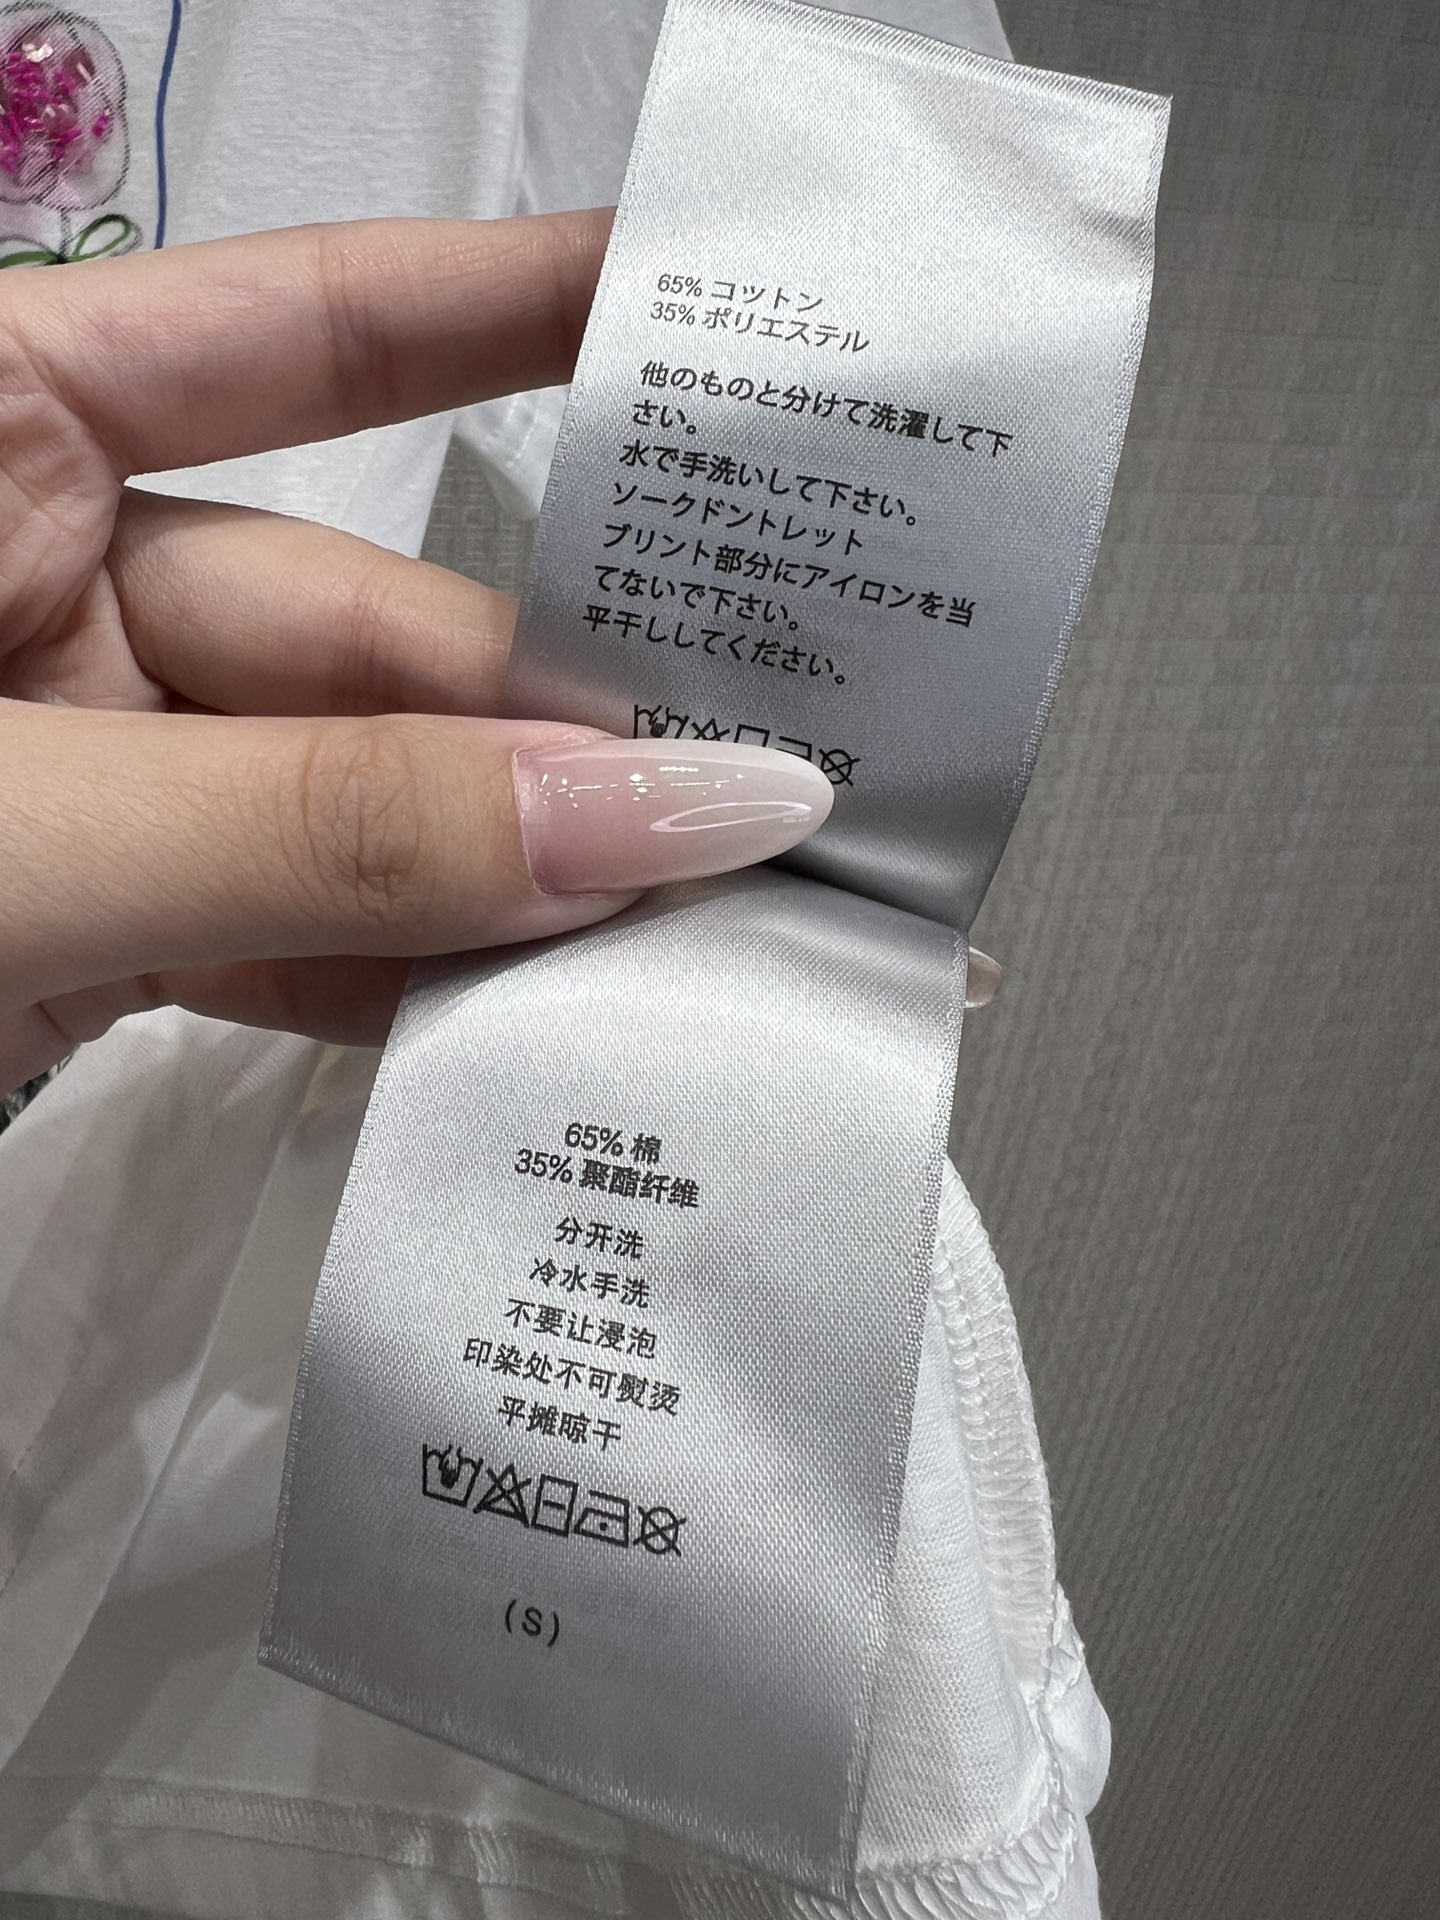 65% コットン
35% ポリエステル
他のものと分けて洗濯して下
さい。
水で手洗いして下さい。
ソークドントレット
プリント部分にアイロンを当
てないで下さい。
平干ししてください。
65% 棉
35% 聚酯纤维
分开洗
冷水手洗
不要让浸泡
印染处不可熨烫
平摊晾干
(S)